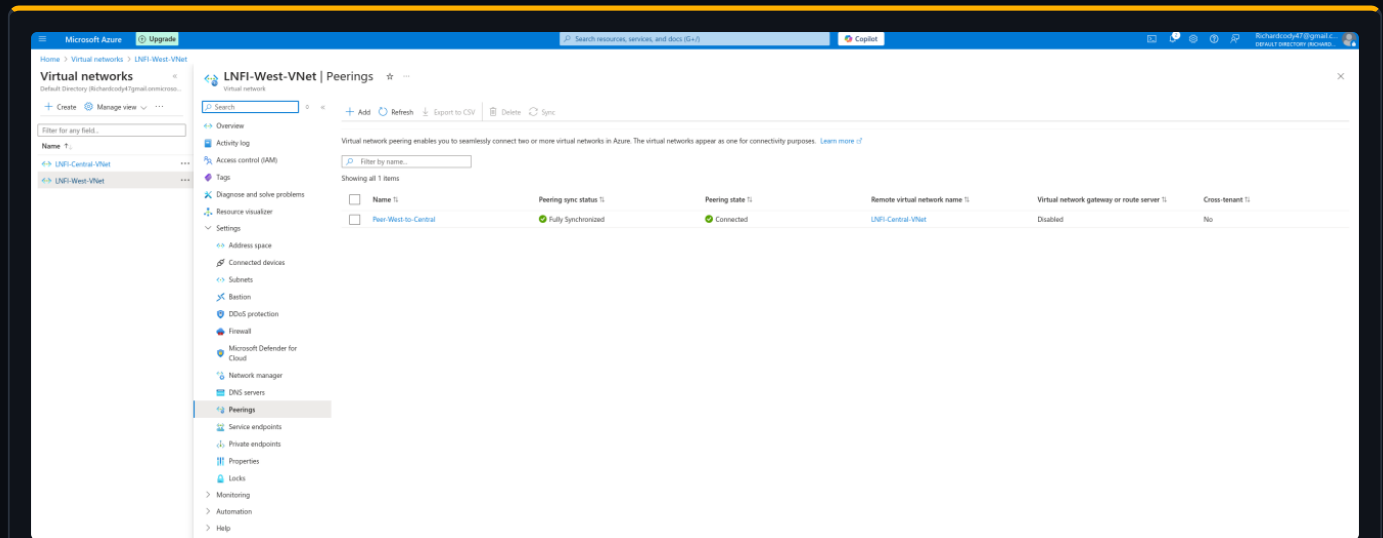 Microsoft Azure
Upgrade
Search resources, services, and docs (G+/)
Copilot
Richardcody47@gmail.c...
DEFAULT DIRECTORY (RICHARD...
Home > Virtual networks > LNFI-West-VNet
Virtual networks
Default Directory (Richardcody47gmail.onmicroso...
+ Create
Manage view
...
Filter for any field...
Name ↑↓
LNFI-Central-VNet
...
LNFI-West-VNet
...
LNFI-West-VNet | Peerings
...
Virtual network
Search
Overview
Activity log
Access control (IAM)
Tags
Diagnose and solve problems
Resource visualizer
Settings
Address space
Connected devices
Subnets
Bastion
DDoS protection
Firewall
Microsoft Defender for
Cloud
Network manager
DNS servers
Peerings
Service endpoints
Private endpoints
Properties
Locks
Monitoring
Automation
Help
+ Add
Refresh
Export to CSV
Delete
Sync
Virtual network peering enables you to seamlessly connect two or more virtual networks in Azure. The virtual networks appear as one for connectivity purposes. Learn more
Filter by name...
Showing all 1 items
Name ↑↓ Peering sync status ↑↓ Peering state ↑↓ Remote virtual network name ↑↓ Virtual network gateway or route server ↑↓ Cross-tenant ↑↓
Peer-West-to-Central Fully Synchronized Connected LNFI-Central-VNet Disabled No